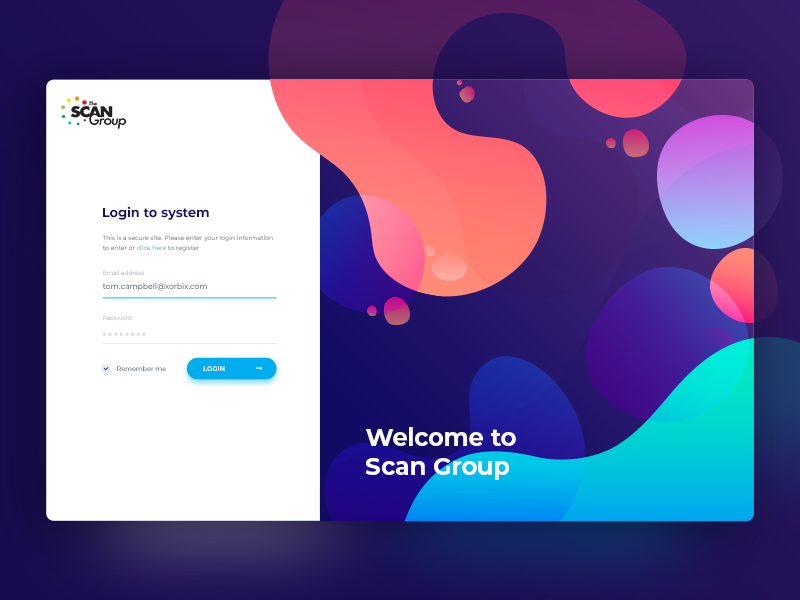 The
SCAN
Group
Login to system
This is a secure site. Please enter your login information
to enter or click here to register
Email address
tom.campbell@xorbix.com
Password
Remember me
LOGIN
Welcome to
Scan Group